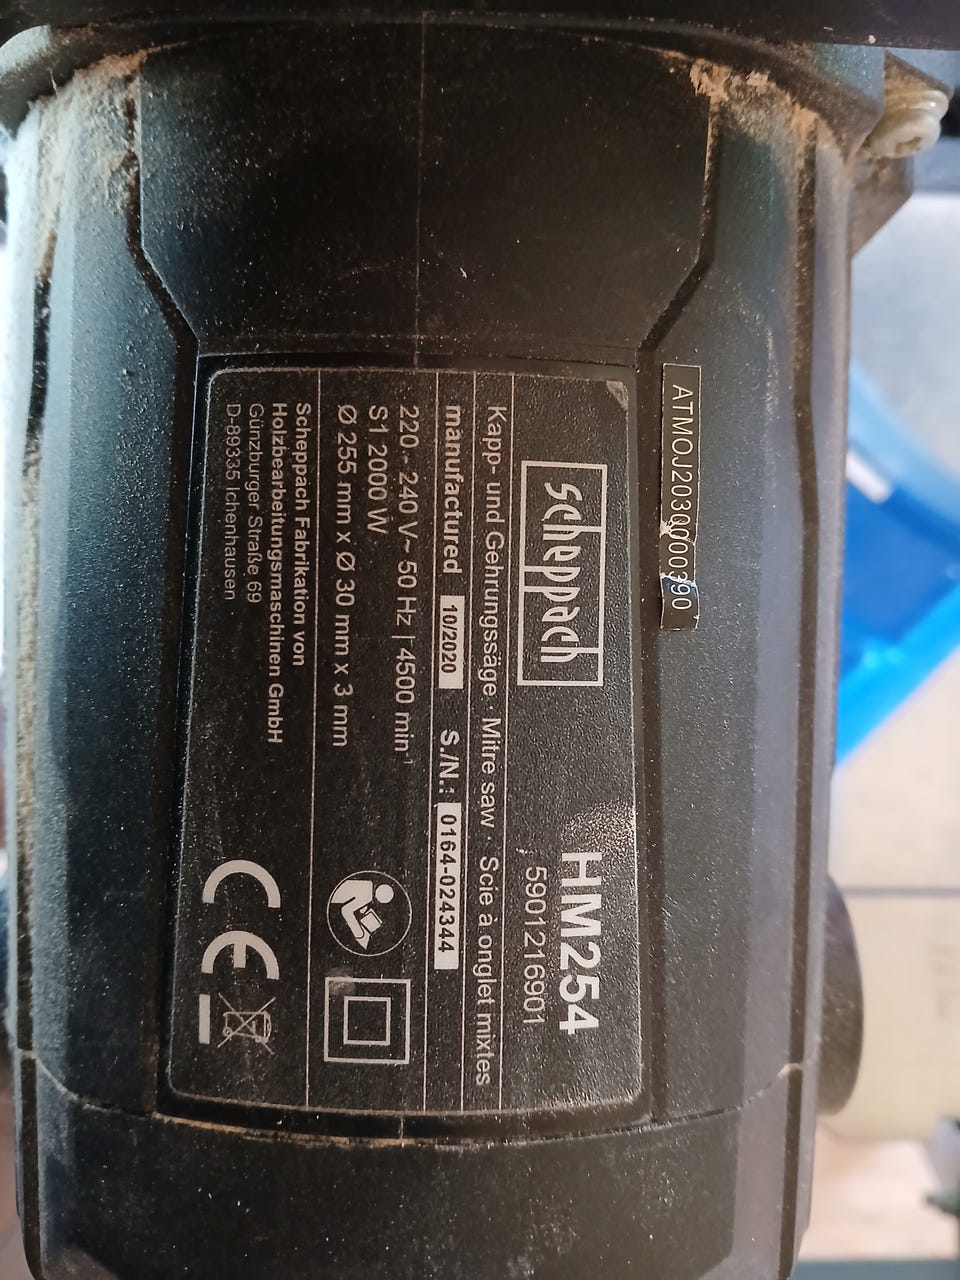 ATMOJ2030000390
scheppach
HM254
5901216901
Kapp- und Gehrungssäge · Mitre saw · Scie à onglet mixtes
manufactured 10/2020 S./N.: 0164-024344
220 - 240 V~ 50 Hz | 4500 min⁻¹
S1 2000 W
Ø 255 mm x Ø 30 mm x 3 mm
Scheppach Fabrikation von
Holzbearbeitungsmaschinen GmbH
Günzburger Straße 69
D-89335 Ichenhausen
CE